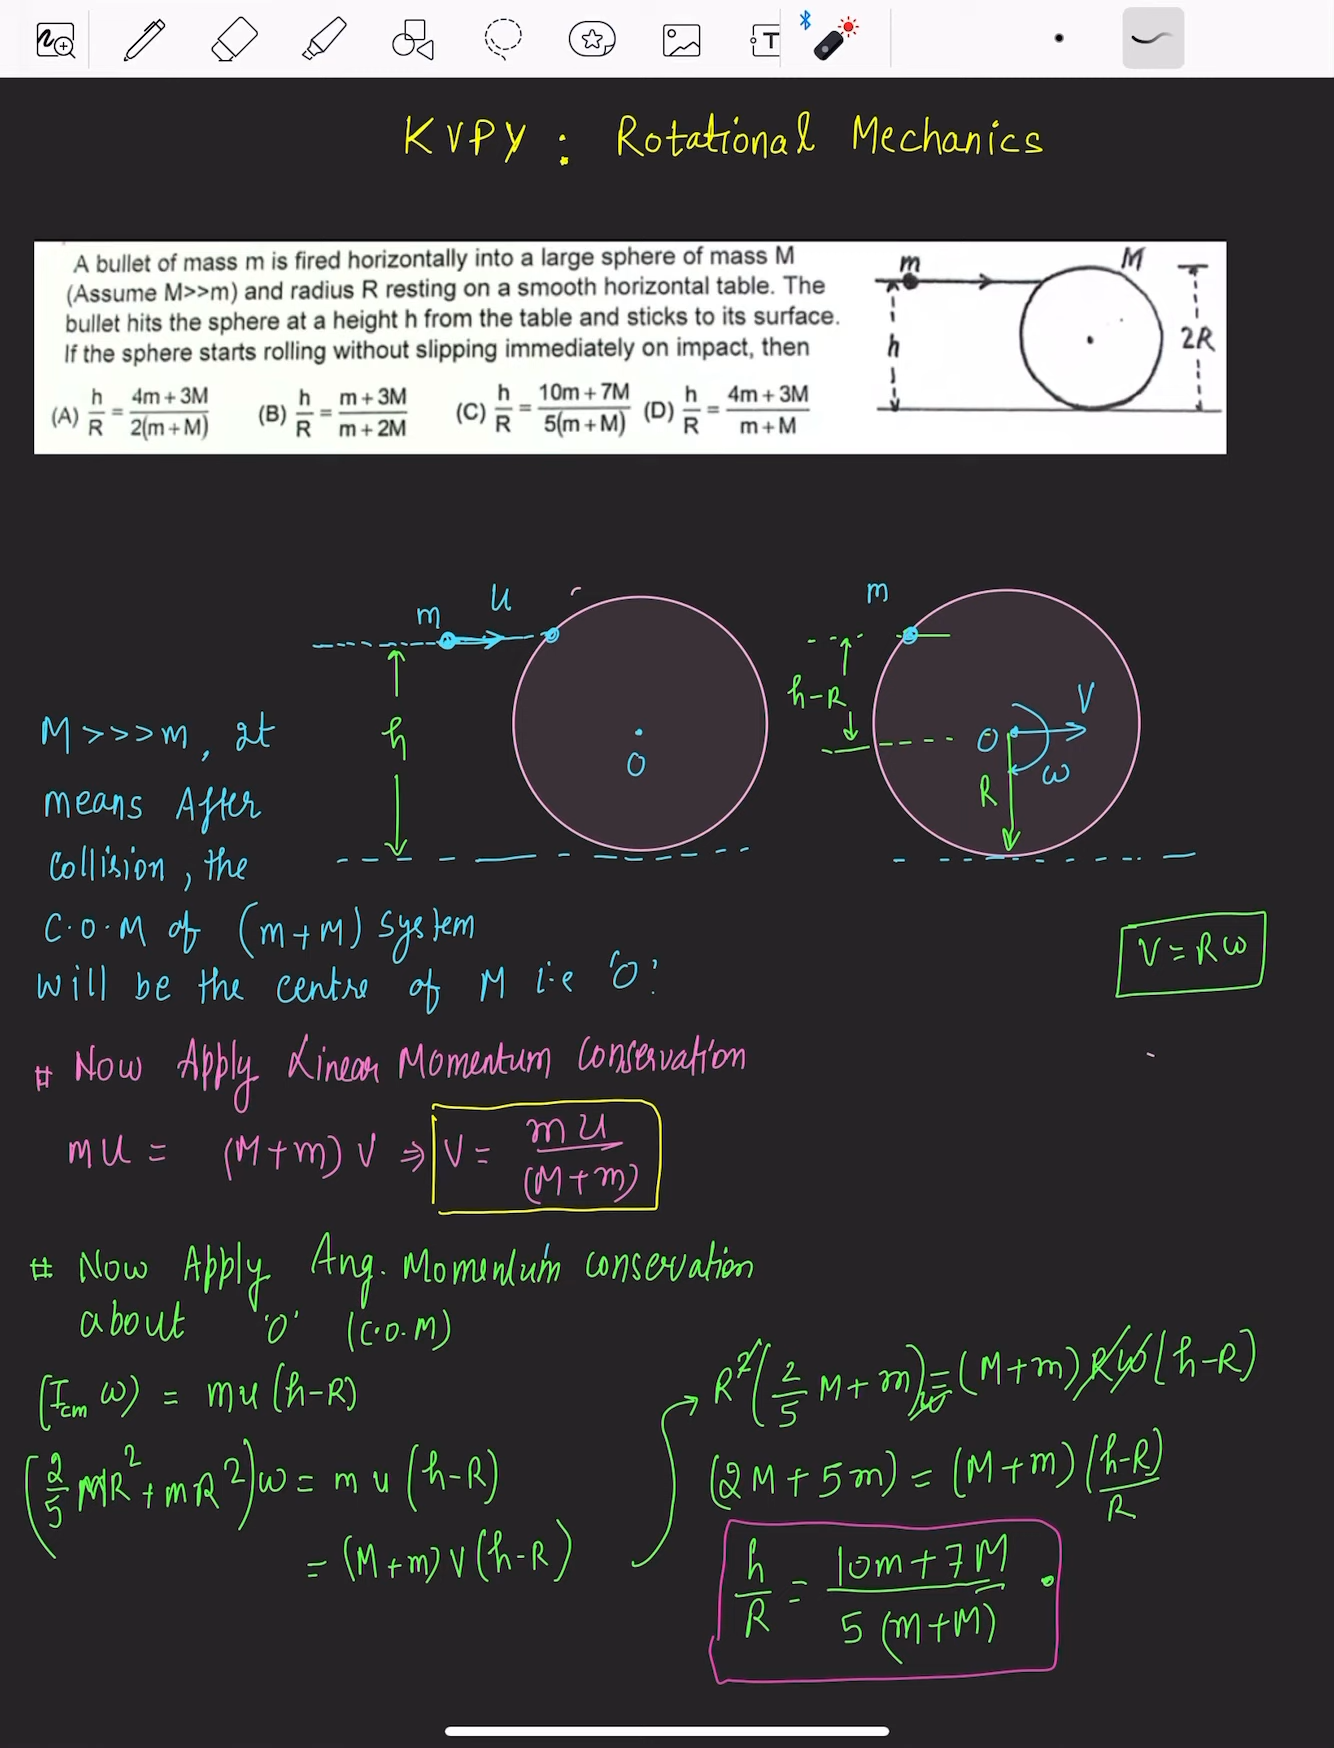 T
KVPY : Rotational Mechanics
A bullet of mass m is fired horizontally into a large sphere of mass M
(Assume M>>m) and radius R resting on a smooth horizontal table. The
bullet hits the sphere at a height h from the table and sticks to its surface.
If the sphere starts rolling without slipping immediately on impact, then
(A) h/R = 4m + 3M / 2(m + M) (B) h/R = m + 3M / m + 2M (C) h/R = 10m + 7M / 5(m + M) (D) h/R = 4m + 3M / m + M
m
M
h
2R
m
u
h
O
m
h-R
O
V
ω
R
M >>> m, It
means After
Collision, the
C.O.M of (m+M) system
will be the centre of M i.e 'O'.
V = Rω
# Now Apply Linear Momentum Conservation
mu = (M+m) V ⇒ V = mu / (M+m)
# Now Apply Ang. Momentum conservation
about 'O' (C.O.M)
(Icm ω) = mu (h-R)
(2/5 MR² + mR²)ω = mu (h-R)
= (M+m) V (h-R)
R²(2/5 M + m)ω = (M+m) Rω (h-R)
(2M + 5m) = (M+m) (h-R)/R
h/R = 10m + 7M / 5 (m+M) .